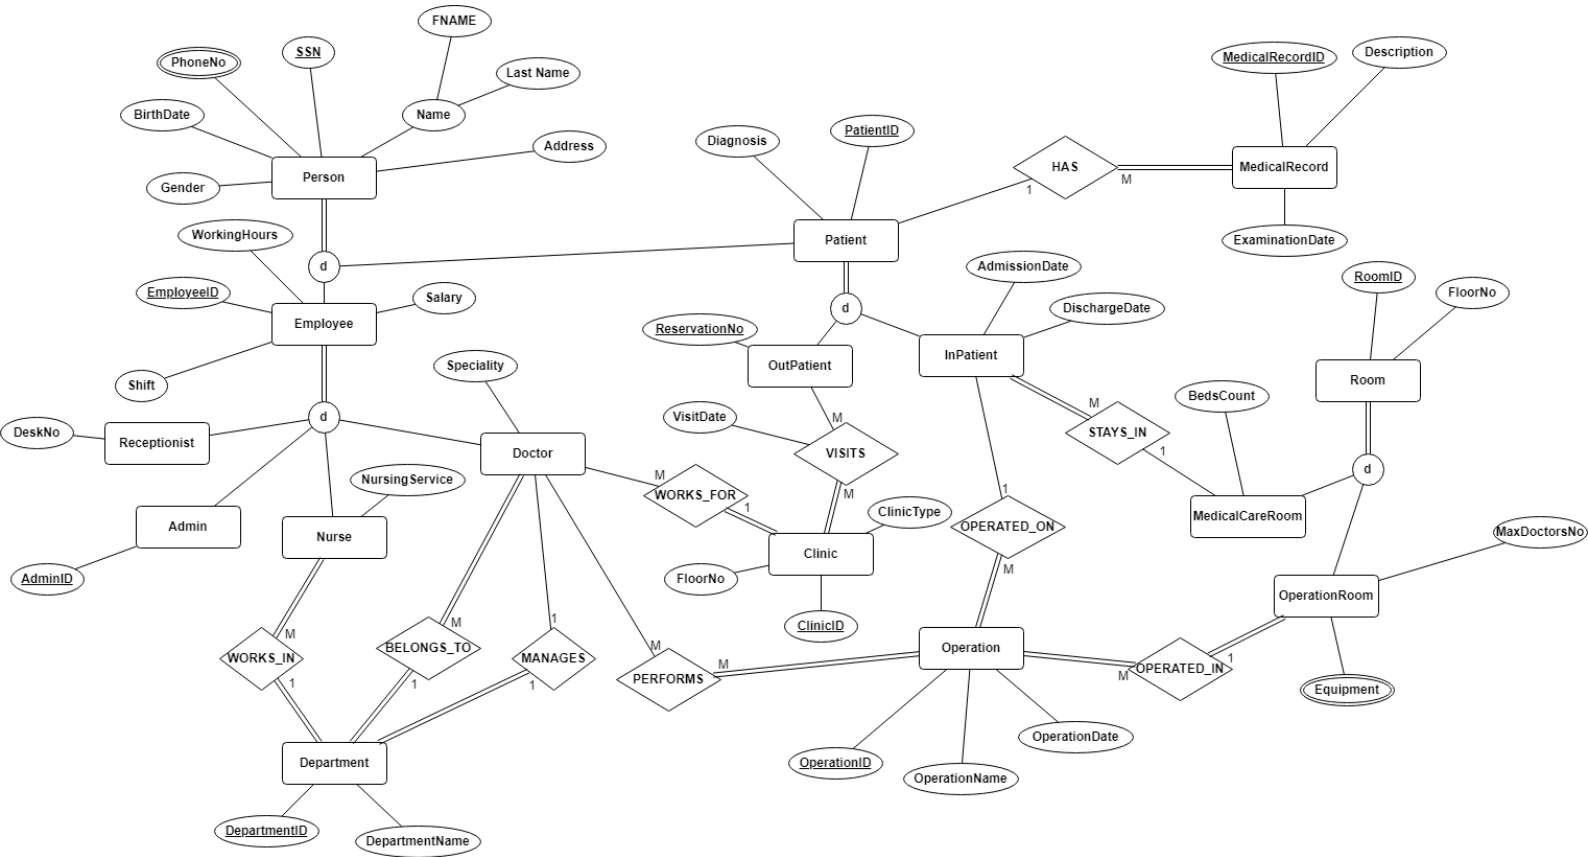 FNAME
SSN
PhoneNo
Last Name
MedicalRecordID
Description
BirthDate
Name
Address
Diagnosis
PatientID
Person
Gender
HAS
1
M
MedicalRecord
WorkingHours
Patient
ExaminationDate
d
AdmissionDate
RoomID
FloorNo
EmployeeID
Salary
d
DischargeDate
Employee
ReservationNo
OutPatient
InPatient
Shift
Speciality
Room
BedsCount
M
DeskNo
d
VisitDate
M
STAYS_IN
1
Receptionist
Doctor
VISITS
d
NursingService
M
WORKS_FOR
1
M
1
ClinicType
MedicalCareRoom
Admin
Nurse
OPERATED_ON
MaxDoctorsNo
Clinic
M
AdminID
FloorNo
OperationRoom
ClinicID
M
M
1
WORKS_IN
BELONGS_TO
MANAGES
M
M
Operation
1
OPERATED_IN
M
1
1
1
PERFORMS
Equipment
OperationDate
Department
OperationID
OperationName
DepartmentID
DepartmentName